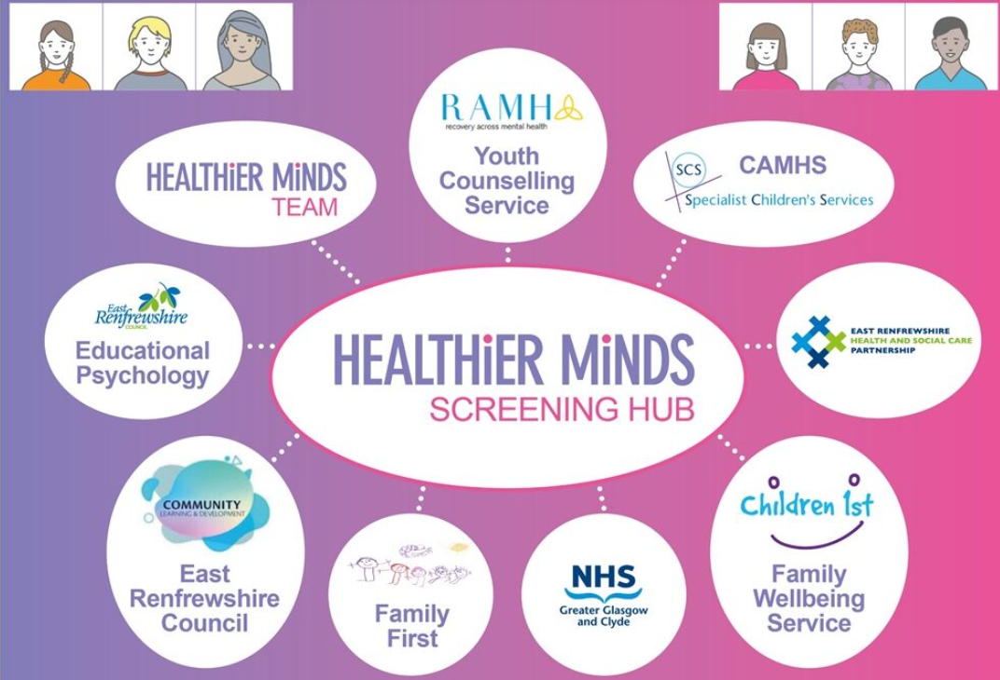 RAMH
recovery across mental health
Youth
Counselling
Service
HEALTHiER MiNDS
TEAM
SCS
CAMHS
Specialist Children's Services
East
Renfrewshire
COUNCIL
Educational
Psychology
HEALTHiER MiNDS
SCREENING HUB
EAST RENFREWSHIRE
HEALTH AND SOCIAL CARE
PARTNERSHIP
COMMUNITY
LEARNING & DEVELOPMENT
East
Renfrewshire
Council
Family
First
NHS
Greater Glasgow
and Clyde
Children 1st
Family
Wellbeing
Service